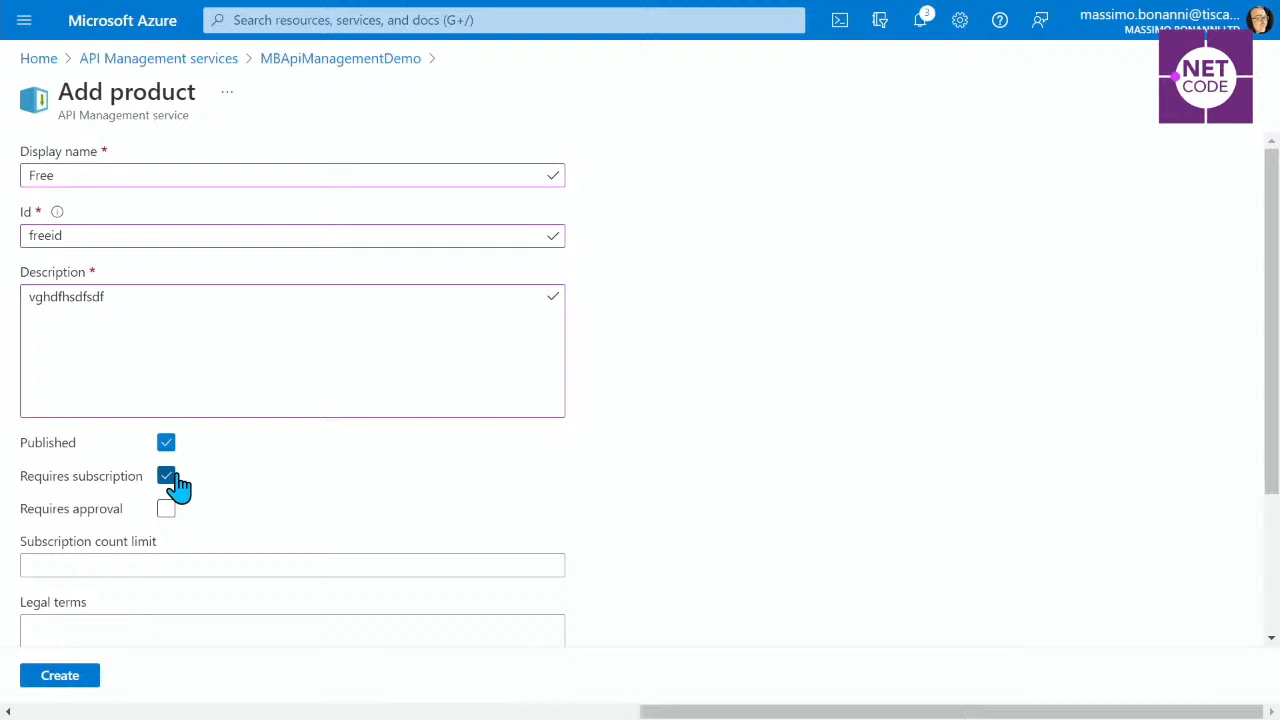 Microsoft Azure
Search resources, services, and docs (G+/)
3
massimo.bonanni@tisca...
MASSIMO BONANNI LTD
Home > API Management services > MBApiManagementDemo >
NET
CODE
Add product ...
API Management service
Display name *
Free
Id *
freeid
Description *
vghdfhsdfsdf
Published
Requires subscription
Requires approval
Subscription count limit
Legal terms
Create